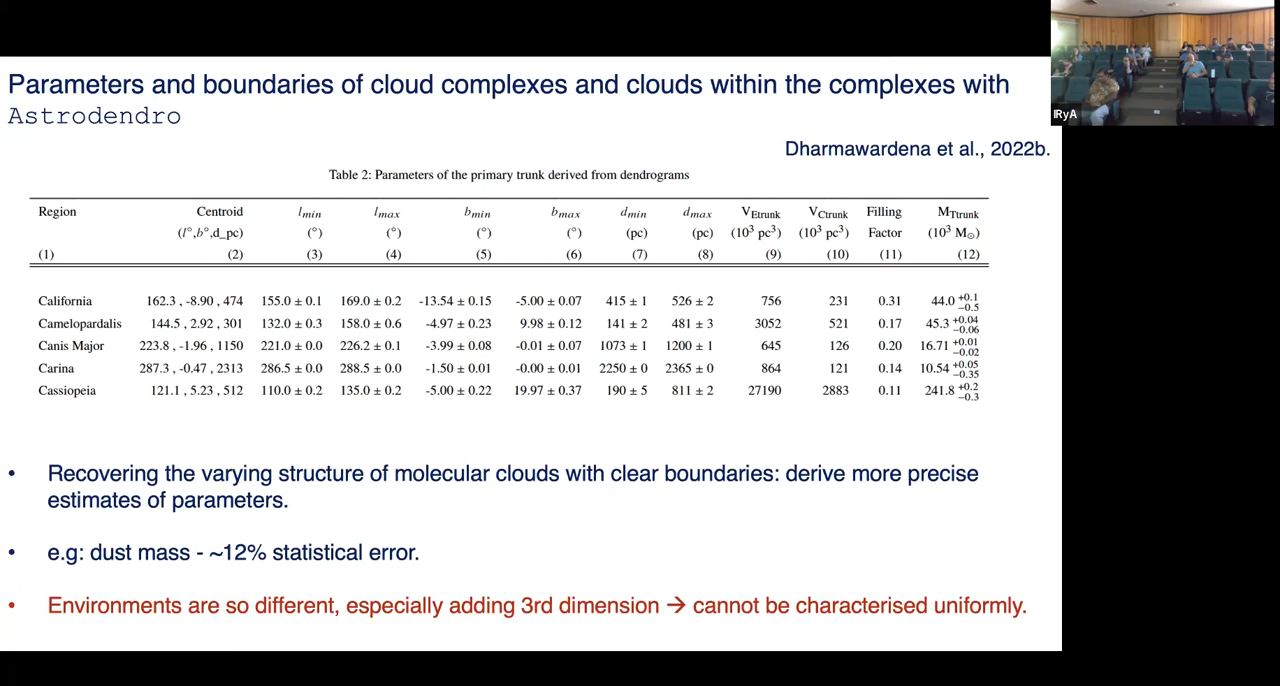 Parameters and boundaries of cloud complexes and clouds within the complexes with
Astrodendro
IRyA
Dharmawardena et al., 2022b.
Table 2: Parameters of the primary trunk derived from dendrograms
Region Centroid l_min l_max b_min b_max d_min d_max V_Etrunk V_Ctrunk Filling M_Ttrunk
(l°,b°,d_pc) (°) (°) (°) (°) (pc) (pc) (10³ pc³) (10³ pc³) Factor (10³ M⊙)
(1) (2) (3) (4) (5) (6) (7) (8) (9) (10) (11) (12)
California 162.3 , -8.90 , 474 155.0 ± 0.1 169.0 ± 0.2 -13.54 ± 0.15 -5.00 ± 0.07 415 ± 1 526 ± 2 756 231 0.31 44.0 +0.1 −0.5
Camelopardalis 144.5 , 2.92 , 301 132.0 ± 0.3 158.0 ± 0.6 -4.97 ± 0.23 9.98 ± 0.12 141 ± 2 481 ± 3 3052 521 0.17 45.3 +0.04 −0.06
Canis Major 223.8 , -1.96 , 1150 221.0 ± 0.0 226.2 ± 0.1 -3.99 ± 0.08 -0.01 ± 0.07 1073 ± 1 1200 ± 1 645 126 0.20 16.71 +0.01 −0.02
Carina 287.3 , -0.47 , 2313 286.5 ± 0.0 288.5 ± 0.0 -1.50 ± 0.01 -0.00 ± 0.01 2250 ± 0 2365 ± 0 864 121 0.14 10.54 +0.05 −0.35
Cassiopeia 121.1 , 5.23 , 512 110.0 ± 0.2 135.0 ± 0.2 -5.00 ± 0.22 19.97 ± 0.37 190 ± 5 811 ± 2 27190 2883 0.11 241.8 +0.2 −0.3
• Recovering the varying structure of molecular clouds with clear boundaries: derive more precise
estimates of parameters.
• e.g: dust mass - ~12% statistical error.
• Environments are so different, especially adding 3rd dimension → cannot be characterised uniformly.